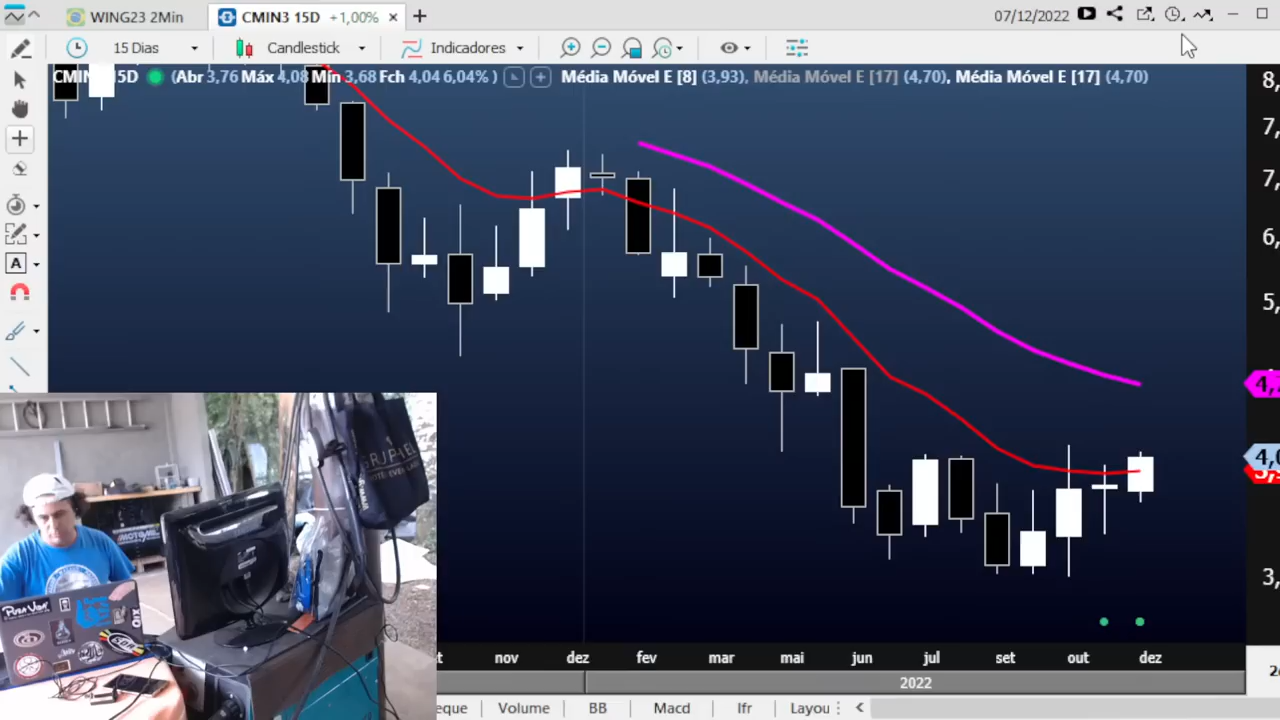 WING23 2Min
CMIN3 15D +1,00%
07/12/2022
15 Dias
Candlestick
Indicadores
CMIN3 15D (Abr 3,76 Máx 4,08 Mín 3,68 Fch 4,04 6,04% ) Média Móvel E [8] (3,93), Média Móvel E [17] (4,70), Média Móvel E [17] (4,70)
A
nov dez fev mar mai jun jul set out dez
2022
Volume BB Macd Ifr Layou
PURA VIDA